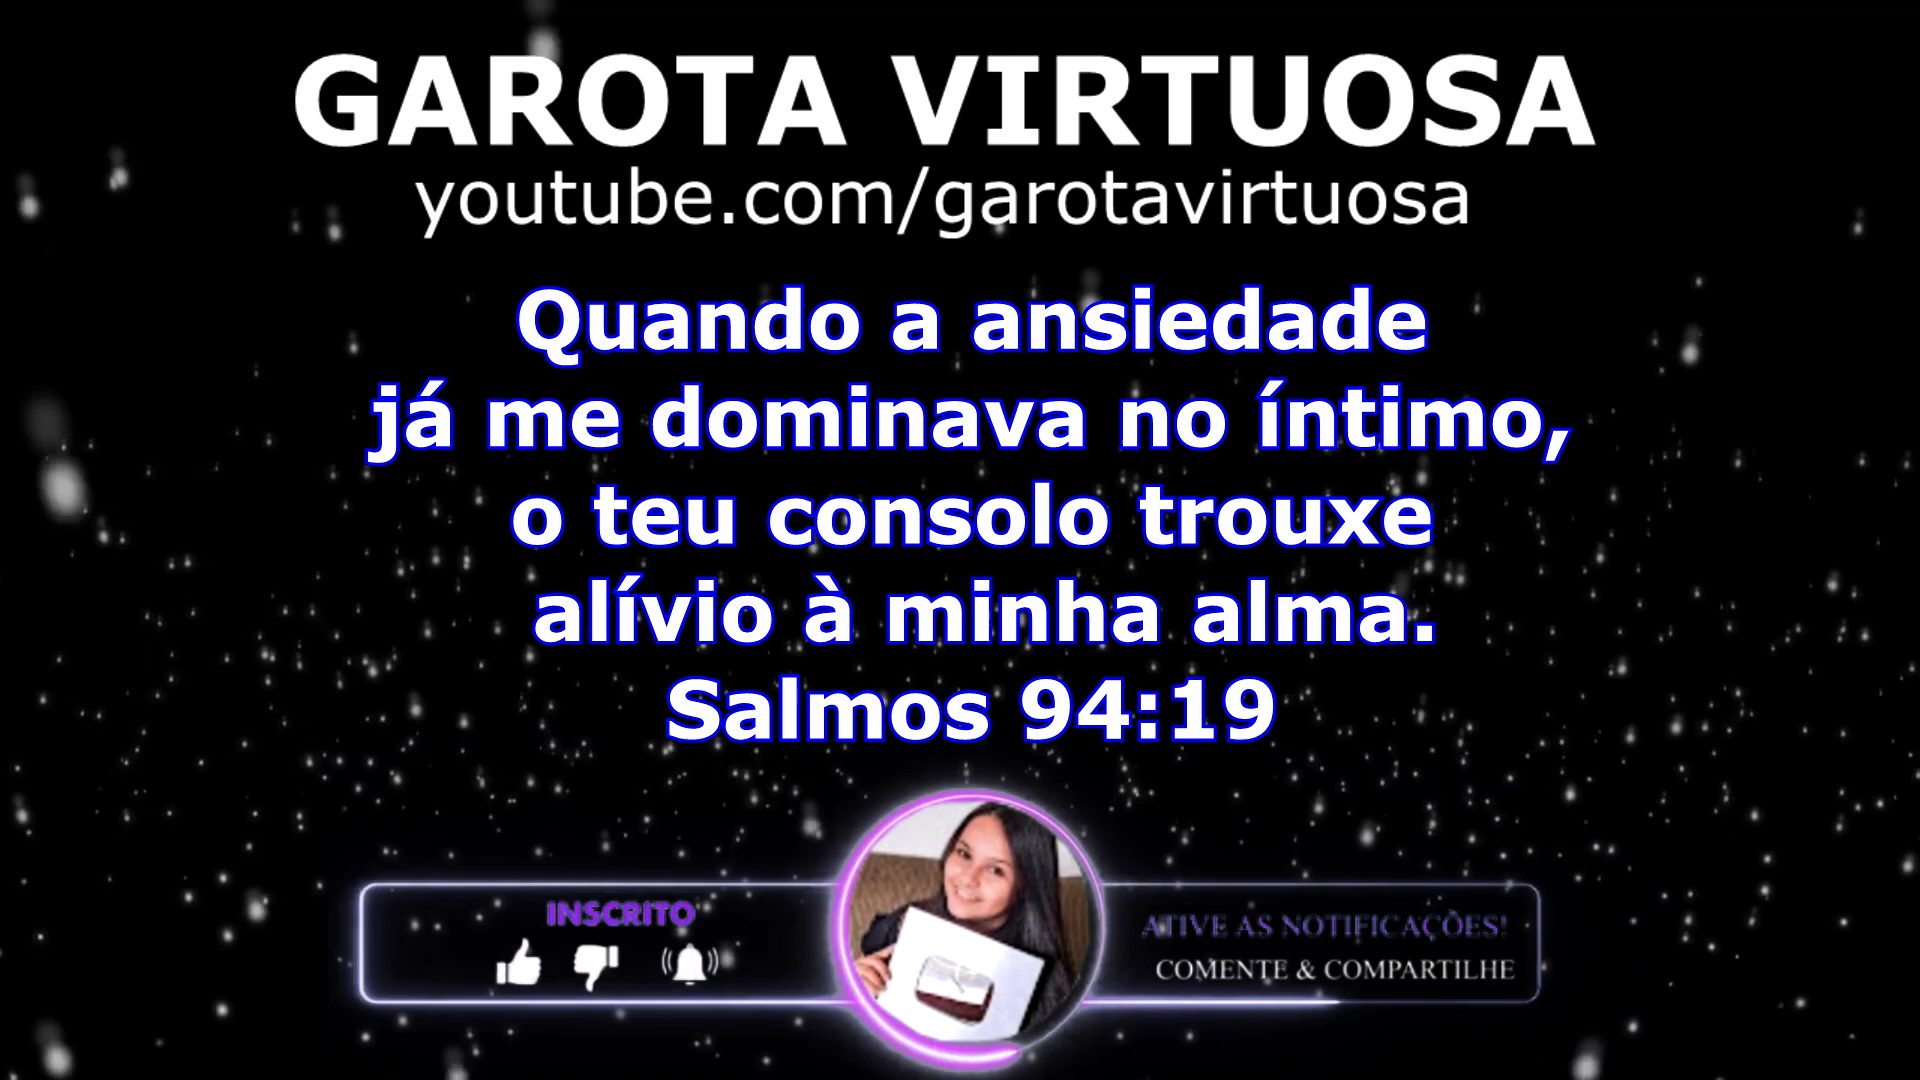 GAROTA VIRTUOSA
youtube.com/garotavirtuosa
Quando a ansiedade
já me dominava no íntimo,
o teu consolo trouxe
alívio à minha alma.
Salmos 94:19
INSCRITO
ATIVE AS NOTIFICAÇÕES!
COMENTE & COMPARTILHE